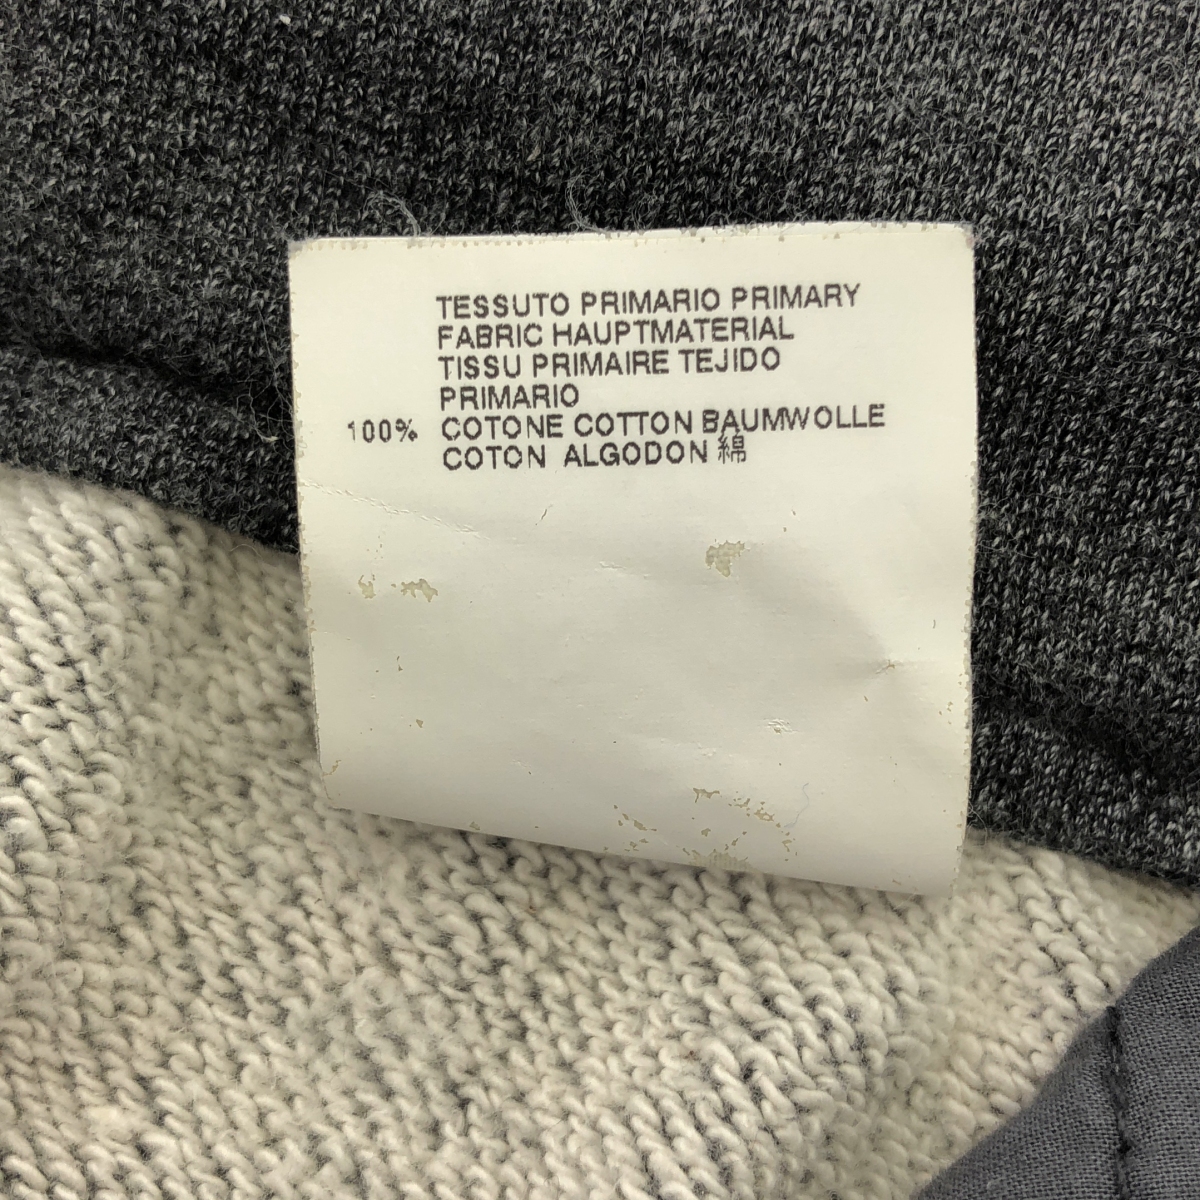 TESSUTO PRIMARIO PRIMARY
FABRIC HAUPTMATERIAL
TISSU PRIMAIRE TEJIDO
PRIMARIO
100% COTONE COTTON BAUMWOLLE
COTON ALGODON 綿